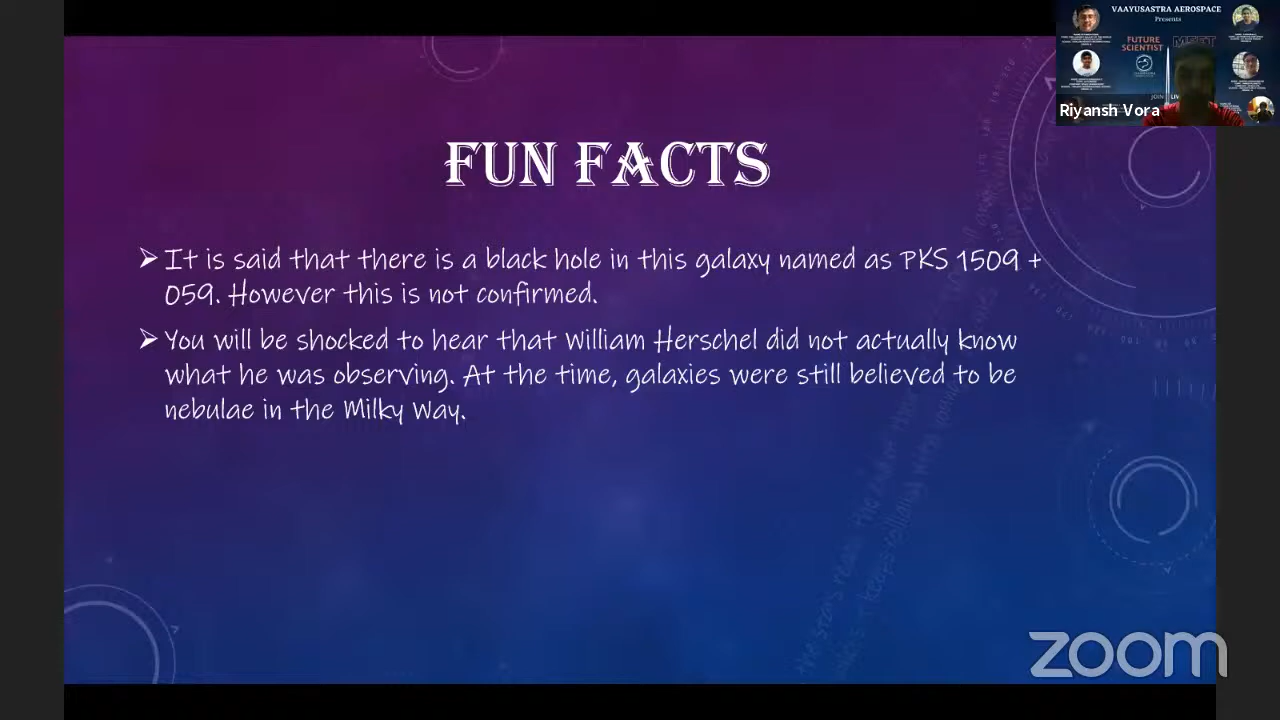 VAAYUSASTRA AEROSPACE
Presents
FUTURE
SCIENTIST
MEET
Riyansh Vora
FUN FACTS
➢ It is said that there is a black hole in this galaxy named as PKS 1509 +
059. However this is not confirmed.
➢ You will be shocked to hear that William Herschel did not actually know
what he was observing. At the time, galaxies were still believed to be
nebulae in the Milky Way.
zoom